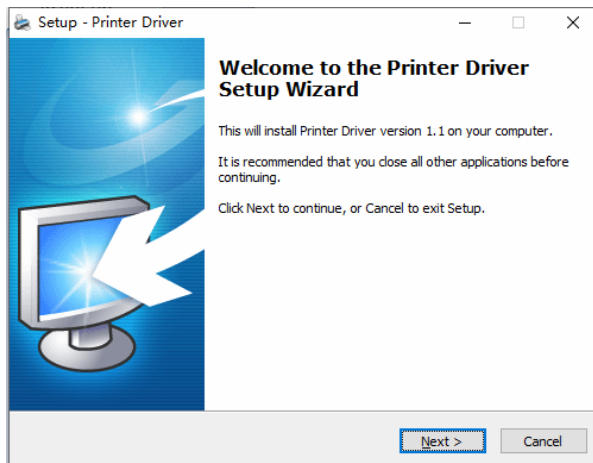 Setup - Printer Driver
Welcome to the Printer Driver
Setup Wizard
This will install Printer Driver version 1.1 on your computer.
It is recommended that you close all other applications before
continuing.
Click Next to continue, or Cancel to exit Setup.
Next >
Cancel